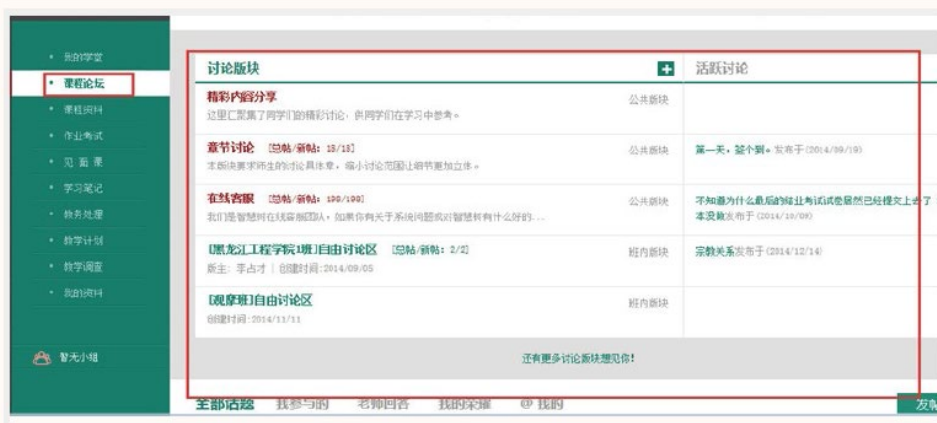 我的学堂
课程论坛
课程资料
作业考试
见面课
学习笔记
教务处理
教学计划
教学调查
我的资料
暂无小组
讨论版块
活跃讨论
精彩内容分享
公共版块
这里汇聚了同学们的精彩讨论，供同学们在学习中参考。
章节讨论 [总帖/新帖: 13/13]
公共版块
第一天，签个到。发布于(2014/09/19)
本版块要求师生的讨论具体章，缩小讨论范围让细节更加立体。
在线客服 [总帖/新帖: 199/199]
公共版块
不知道为什么最后的结业考试试卷居然已经提交上去了
我们是智慧树在线客服团队，如果你有关于系统问题或对智慧树有什么好的...
发布于(2014/10/09)
[黑龙江工程学院1班]自由讨论区 [总帖/新帖: 2/2]
班内版块
宗教关系发布于(2014/12/14)
版主: 李占才 | 创建时间:2014/09/05
[观摩班]自由讨论区
班内版块
创建时间:2014/11/11
还有更多讨论版块想见你!
全部话题 我参与的 老师回答 我的荣耀 @ 我的